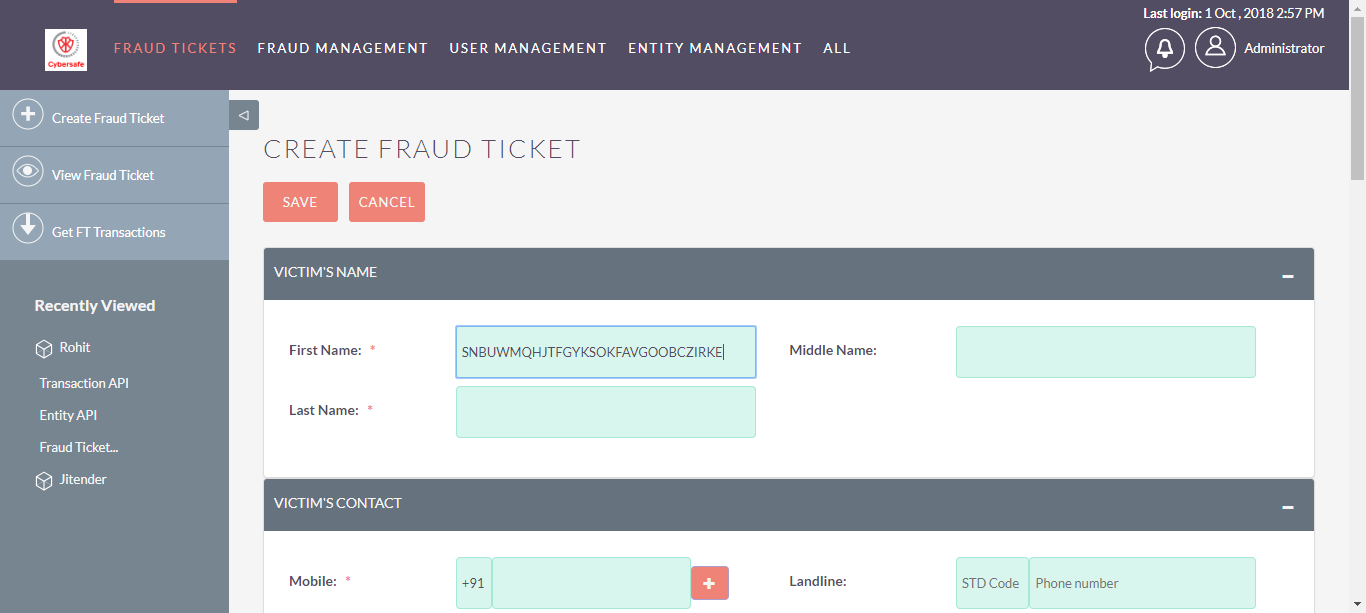 Last login: 1 Oct , 2018 2:57 PM
Cybersafe
FRAUD TICKETS FRAUD MANAGEMENT USER MANAGEMENT ENTITY MANAGEMENT ALL
Administrator
Create Fraud Ticket
View Fraud Ticket
Get FT Transactions
Recently Viewed
Rohit
Transaction API
Entity API
Fraud Ticket...
Jitender
CREATE FRAUD TICKET
SAVE CANCEL
VICTIM'S NAME
First Name: * SNBUWMQHJTFGYKSOKFAVGOOBCZIRKE Middle Name:
Last Name: *
VICTIM'S CONTACT
Mobile: * +91 Landline: STD Code Phone number